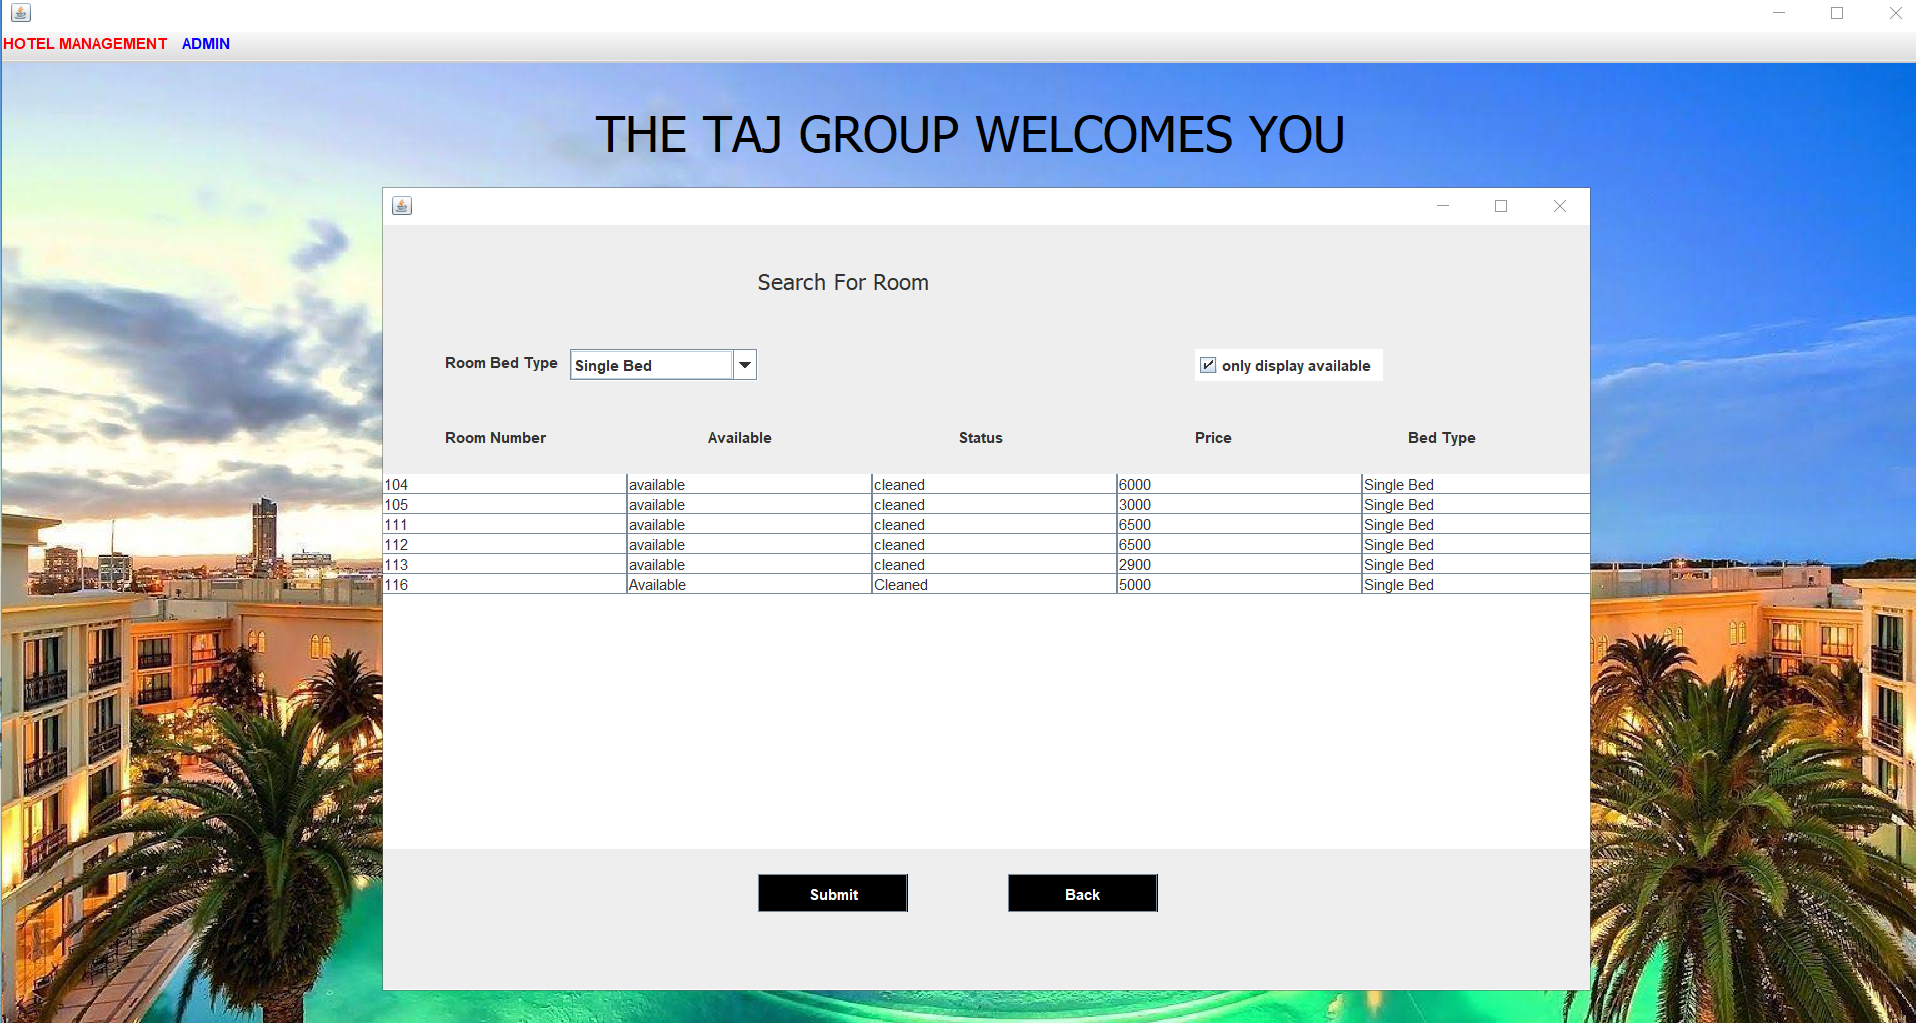 HOTEL MANAGEMENT ADMIN
THE TAJ GROUP WELCOMES YOU
Search For Room
Room Bed Type Single Bed only display available
Room Number Available Status Price Bed Type
104 available cleaned 6000 Single Bed
105 available cleaned 3000 Single Bed
111 available cleaned 6500 Single Bed
112 available cleaned 6500 Single Bed
113 available cleaned 2900 Single Bed
116 Available Cleaned 5000 Single Bed
Submit Back